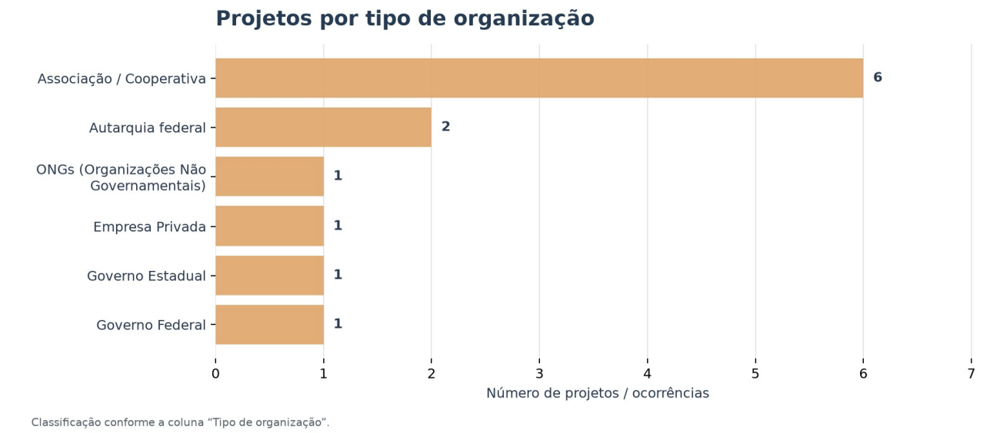 Projetos por tipo de organização
Associação / Cooperativa
6
Autarquia federal
2
ONGs (Organizações Não
Governamentais)
1
Empresa Privada
1
Governo Estadual
1
Governo Federal
1
0 1 2 3 4 5 6 7
Número de projetos / ocorrências
Classificação conforme a coluna “Tipo de organização”.